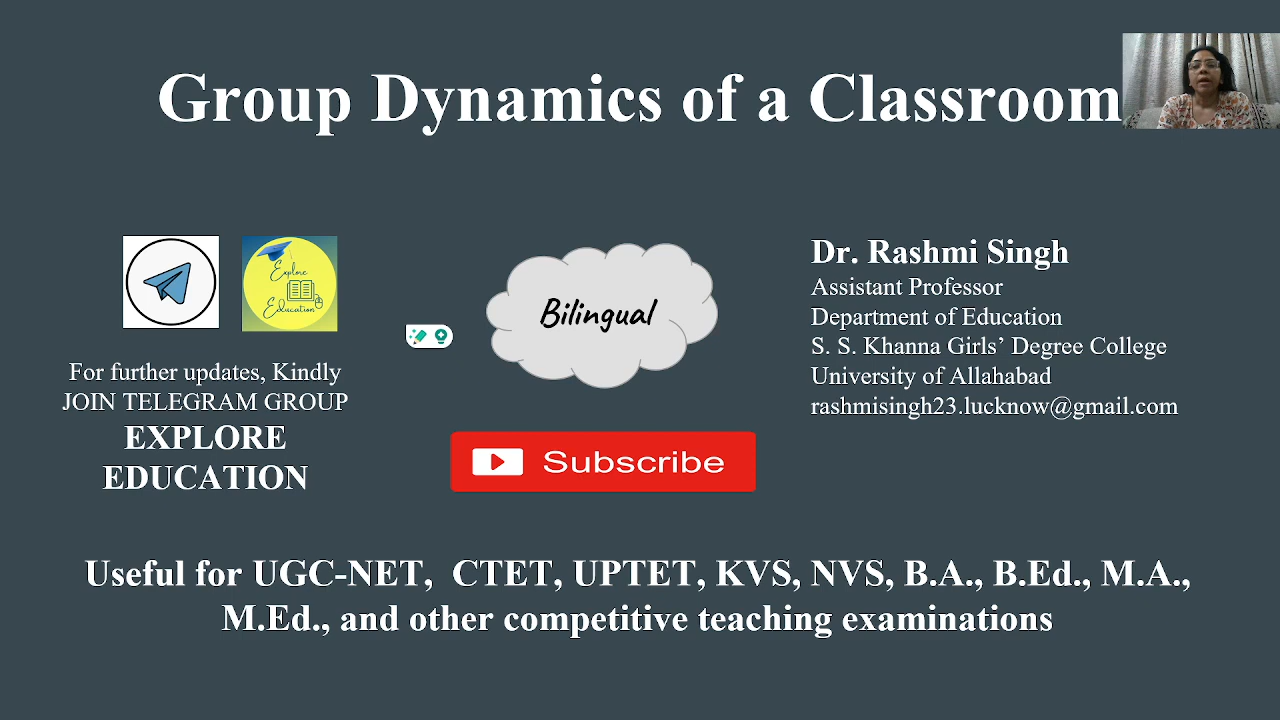 Group Dynamics of a Classroom
Explore
Education
For further updates, Kindly
JOIN TELEGRAM GROUP
EXPLORE
EDUCATION
Bilingual
Subscribe
Dr. Rashmi Singh
Assistant Professor
Department of Education
S. S. Khanna Girls’ Degree College
University of Allahabad
rashmisingh23.lucknow@gmail.com
Useful for UGC-NET, CTET, UPTET, KVS, NVS, B.A., B.Ed., M.A.,
M.Ed., and other competitive teaching examinations